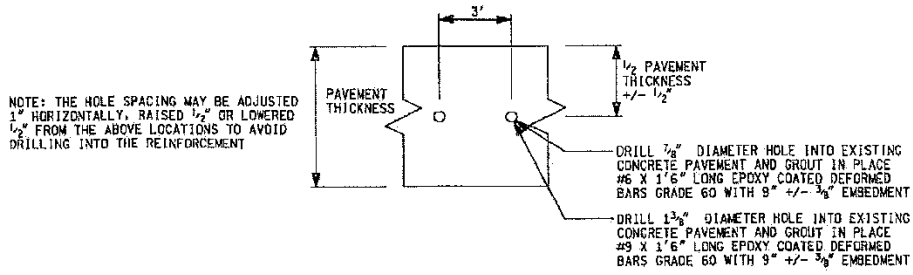 3'
1/2 PAVEMENT
THICKNESS
+/- 1/2"
PAVEMENT
THICKNESS
NOTE: THE HOLE SPACING MAY BE ADJUSTED
1" HORIZONTALLY, RAISED 1/2" OR LOWERED
1/2" FROM THE ABOVE LOCATIONS TO AVOID
DRILLING INTO THE REINFORCEMENT
DRILL 7/8" DIAMETER HOLE INTO EXISTING
CONCRETE PAVEMENT AND GROUT IN PLACE
#6 X 1'6" LONG EPOXY COATED DEFORMED
BARS GRADE 60 WITH 9" +/- 3/8" EMBEDMENT
DRILL 1 3/8" DIAMETER HOLE INTO EXISTING
CONCRETE PAVEMENT AND GROUT IN PLACE
#9 X 1'6" LONG EPOXY COATED DEFORMED
BARS GRADE 60 WITH 9" +/- 3/8" EMBEDMENT